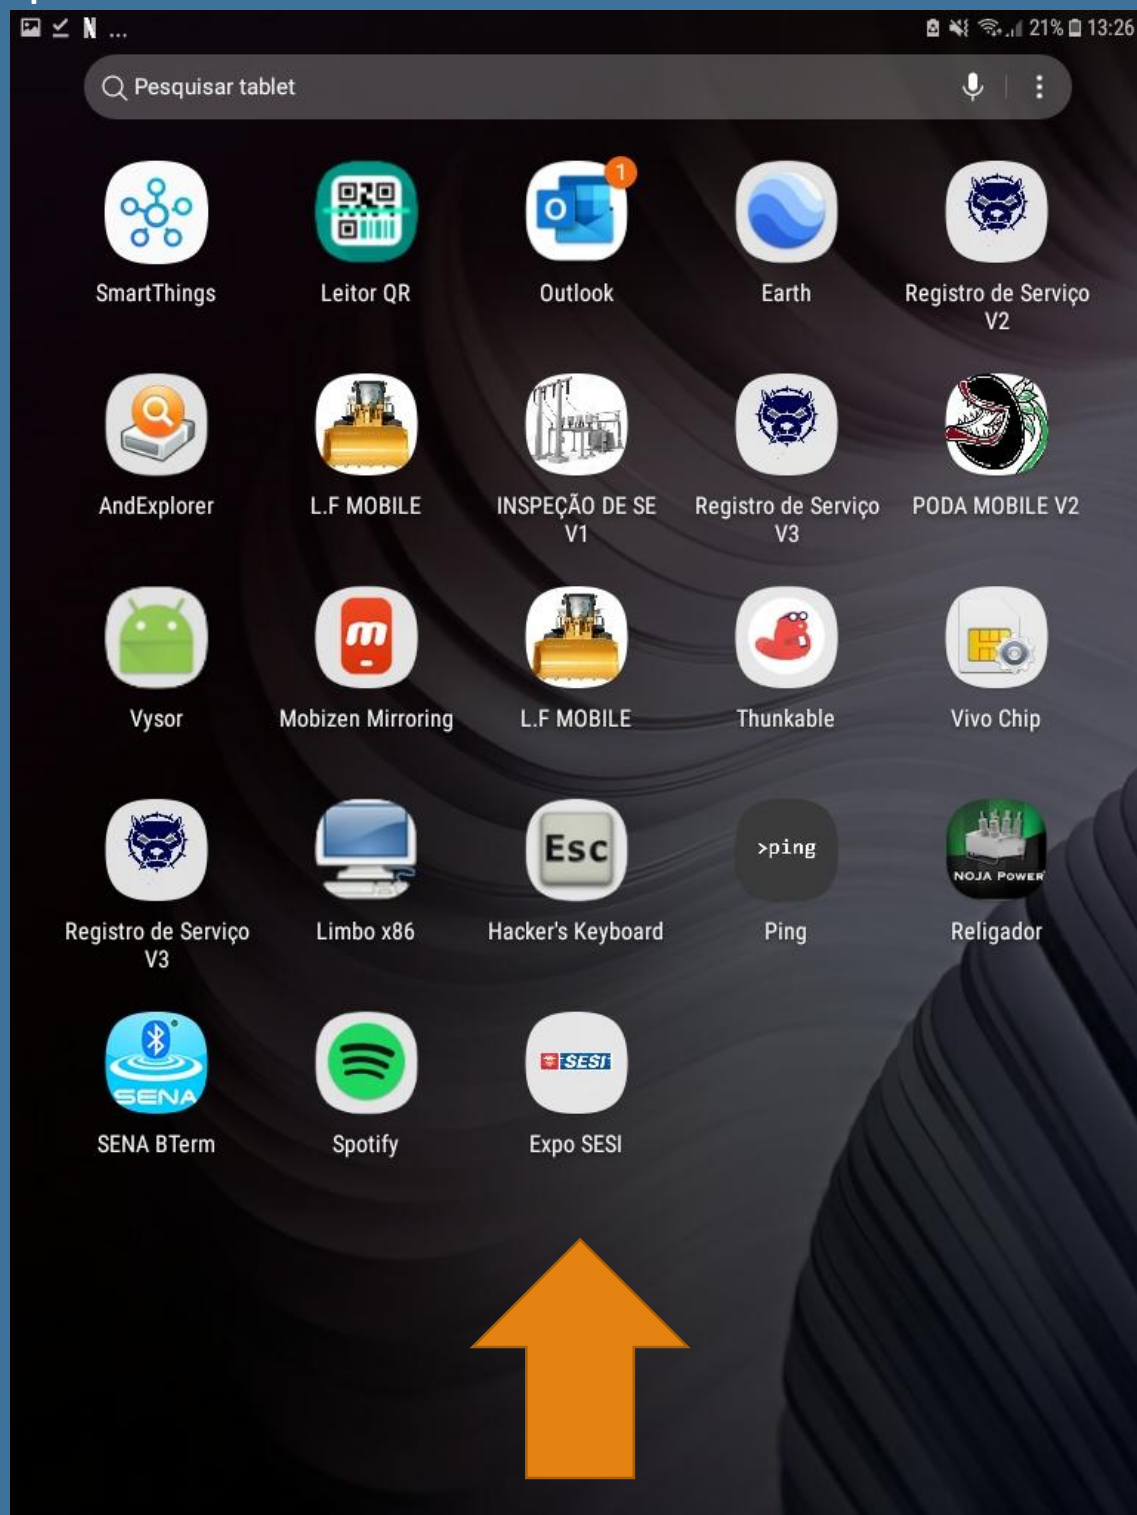 N ... 21% 13:26
Pesquisar tablet
1
SmartThings
Leitor QR
Outlook
Earth
Registro de Serviço
V2
AndExplorer
L.F MOBILE
INSPEÇÃO DE SE
V1
Registro de Serviço
V3
PODA MOBILE V2
m
Vysor
Mobizen Mirroring
L.F MOBILE
Thunkable
Vivo Chip
Esc
>ping
NOJA POWER
Registro de Serviço
V3
Limbo x86
Hacker's Keyboard
Ping
Religador
SENA
SESI
SENA BTerm
Spotify
Expo SESI